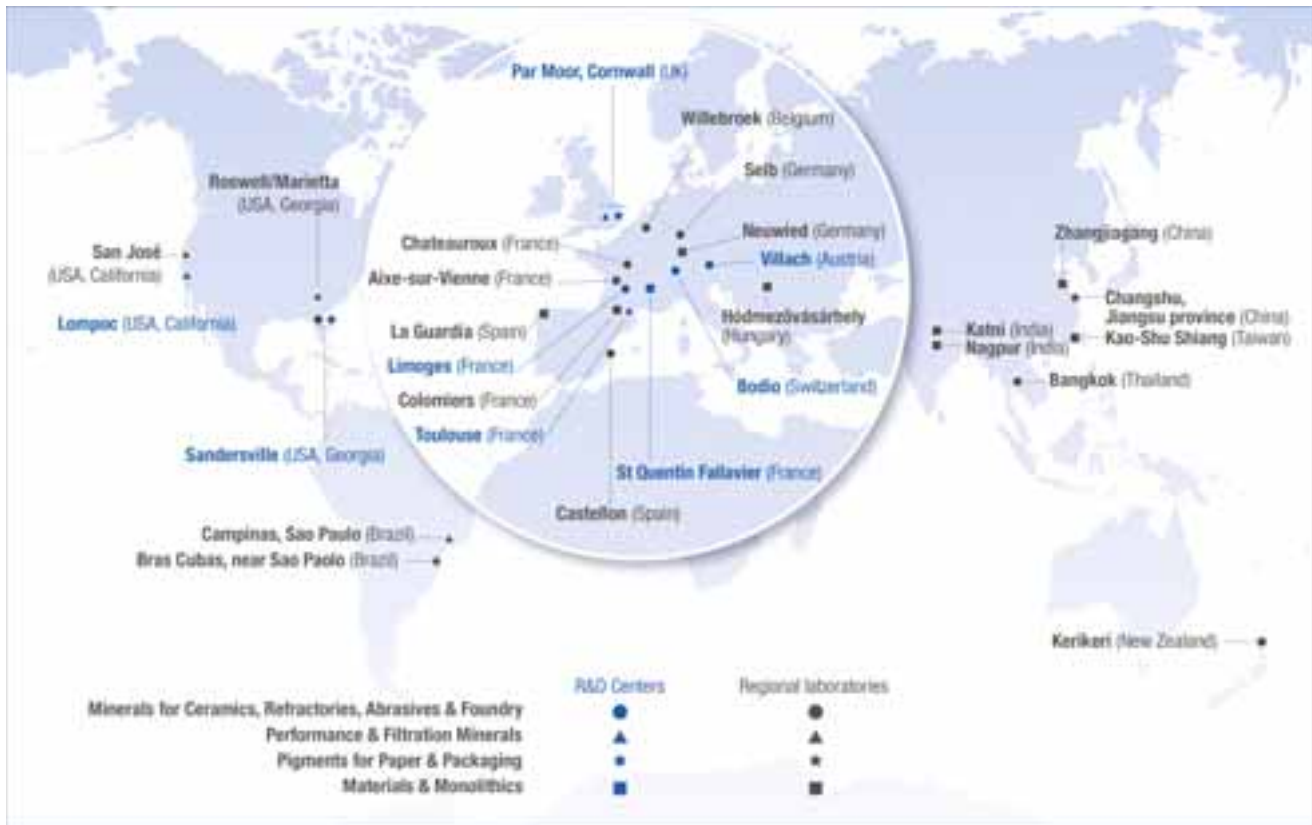 Par Moor, Cornwall (UK)
Willebroek (Belgium)
Roswell/Marietta
(USA, Georgia)
Selb (Germany)
Chateauroux (France)
Neuwied (Germany)
Zhangjiagang (China)
San José
(USA, California)
Aixe-sur-Vienne (France)
Villach (Austria)
Lompoc (USA, California)
La Guardia (Spain)
Hódmezövásárhely
(Hungary)
Changshu,
Jiangsu province (China)
Katni (India)
Nagpur (India)
Kao-Shu Shiang (Taiwan)
Limoges (France)
Bodio (Switzerland)
Bangkok (Thailand)
Colomiers (France)
Toulouse (France)
Sandersville (USA, Georgia)
St Quentin Fallavier (France)
Castellon (Spain)
Campinas, Sao Paulo (Brazil)
Bras Cubas, near Sao Paolo (Brazil)
Kerikeri (New Zealand)
R&D Centers
Regional laboratories
Minerals for Ceramics, Refractories, Abrasives & Foundry
Performance & Filtration Minerals
Pigments for Paper & Packaging
Materials & Monolithics